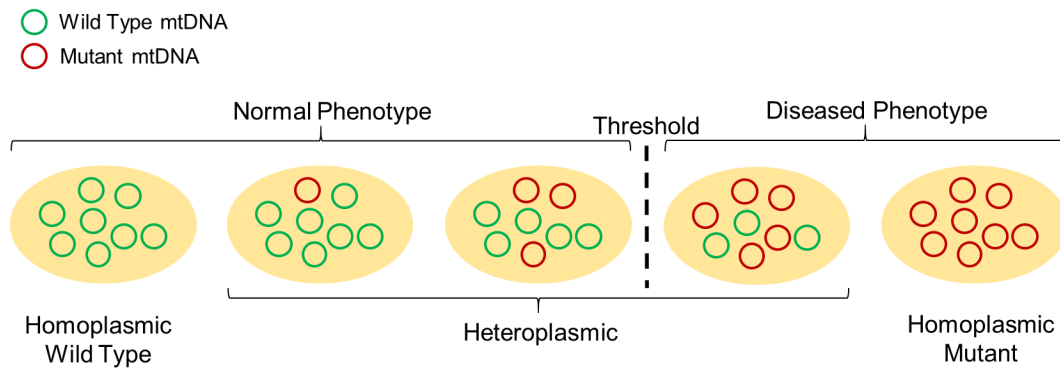 Wild Type mtDNA
Mutant mtDNA
Normal Phenotype
Threshold
Diseased Phenotype
Homoplasmic
Wild Type
Heteroplasmic
Homoplasmic
Mutant